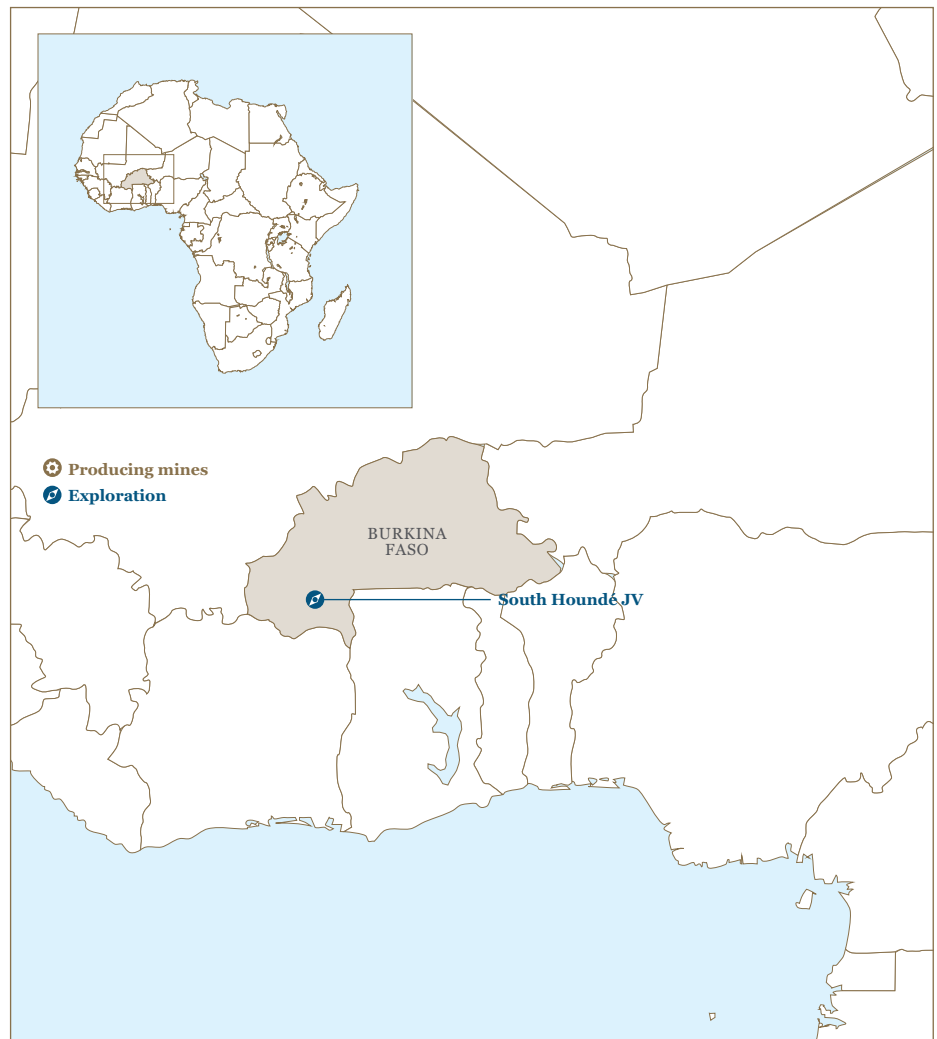 Producing mines
Exploration
BURKINA
FASO
South Houndé JV